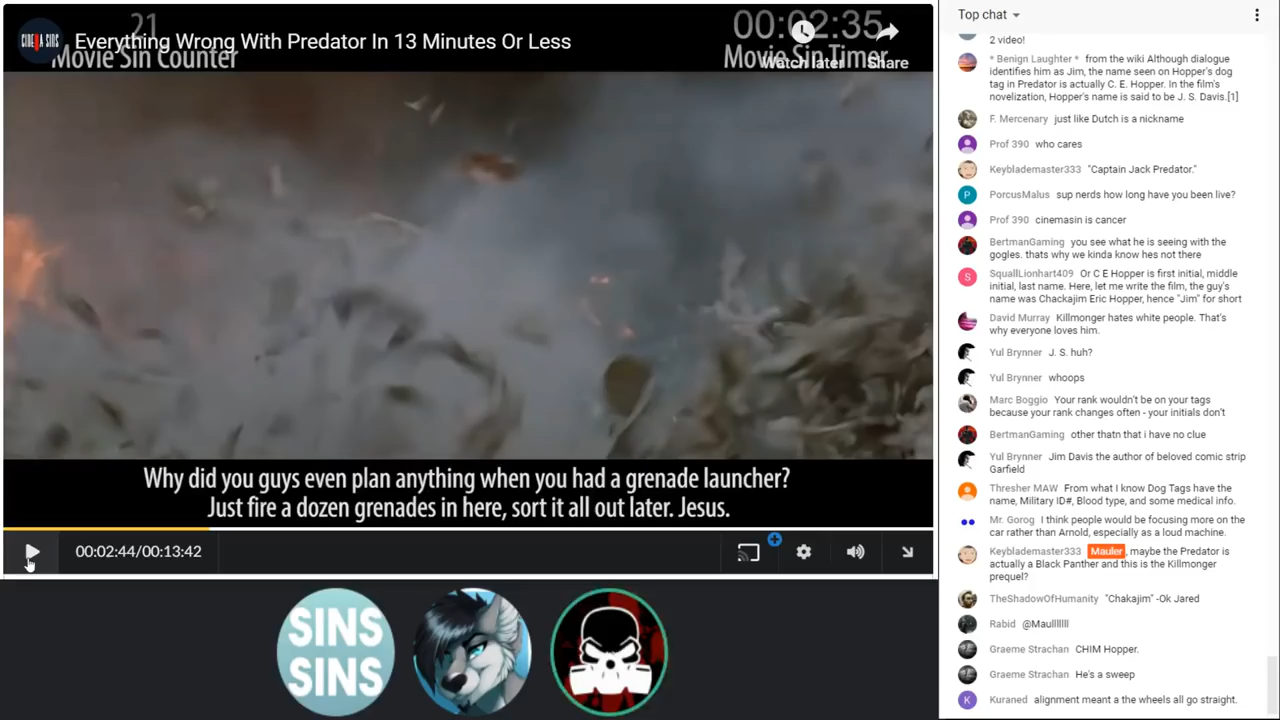 21
Movie Sin Counter
CINEMA SINS
Everything Wrong With Predator In 13 Minutes Or Less
00:02:35
Movie Sin Timer
Watch later
Share
Why did you guys even plan anything when you had a grenade launcher?
Just fire a dozen grenades in here, sort it all out later. Jesus.
00:02:44/00:13:42
SINS
SINS
Top chat
2 video!
* Benign Laughter * from the wiki Although dialogue
identifies him as Jim, the name seen on Hopper's dog
tag in Predator is actually C. E. Hopper. In the film's
novelization, Hopper's name is said to be J. S. Davis.[1]
F. Mercenary just like Dutch is a nickname
Prof 390 who cares
Keyblademaster333 "Captain Jack Predator."
P
PorcusMalus sup nerds how long have you been live?
Prof 390 cinemasin is cancer
BertmanGaming you see what he is seeing with the
gogles. thats why we kinda know hes not there
S
SquallLionhart409 Or C E Hopper is first initial, middle
initial, last name. Here, let me write the film, the guy's
name was Chackajim Eric Hopper, hence "Jim" for short
David Murray Killmonger hates white people. That's
why everyone loves him.
Yul Brynner J. S. huh?
Yul Brynner whoops
Marc Boggio Your rank wouldn't be on your tags
because your rank changes often - your initials don't
BertmanGaming other thatn that i have no clue
Yul Brynner Jim Davis the author of beloved comic strip
Garfield
Thresher MAW From what I know Dog Tags have the
name, Military ID#, Blood type, and some medical info.
Mr. Gorog I think people would be focusing more on the
car rather than Arnold, especially as a loud machine.
Keyblademaster333 Mauler, maybe the Predator is
actually a Black Panther and this is the Killmonger
prequel?
TheShadowOfHumanity "Chakajim" -Ok Jared
Rabid @Maulllllll
Graeme Strachan CHIM Hopper.
Graeme Strachan He's a sweep
K
Kuraned alignment meant a the wheels all go straight.